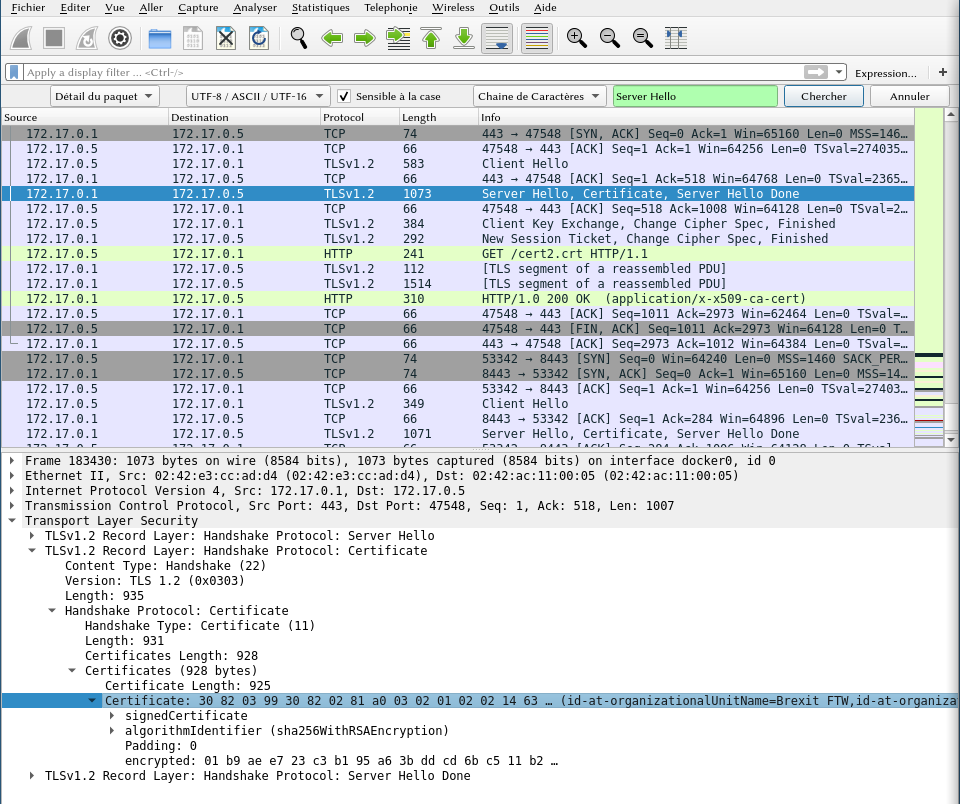 Fichier Editer Vue Aller Capture Analyser Statistiques Telephonie Wireless Outils Aide
Apply a display filter ... <Ctrl-/> Expression... +
Détail du paquet UTF-8 / ASCII / UTF-16 Sensible à la case Chaine de Caractères Server Hello Chercher Annuler
Source Destination Protocol Length Info
172.17.0.1 172.17.0.5 TCP 74 443 → 47548 [SYN, ACK] Seq=0 Ack=1 Win=65160 Len=0 MSS=146…
172.17.0.5 172.17.0.1 TCP 66 47548 → 443 [ACK] Seq=1 Ack=1 Win=64256 Len=0 TSval=274035…
172.17.0.5 172.17.0.1 TLSv1.2 583 Client Hello
172.17.0.1 172.17.0.5 TCP 66 443 → 47548 [ACK] Seq=1 Ack=518 Win=64768 Len=0 TSval=2365…
172.17.0.1 172.17.0.5 TLSv1.2 1073 Server Hello, Certificate, Server Hello Done
172.17.0.5 172.17.0.1 TCP 66 47548 → 443 [ACK] Seq=518 Ack=1008 Win=64128 Len=0 TSval=2…
172.17.0.5 172.17.0.1 TLSv1.2 384 Client Key Exchange, Change Cipher Spec, Finished
172.17.0.1 172.17.0.5 TLSv1.2 292 New Session Ticket, Change Cipher Spec, Finished
172.17.0.5 172.17.0.1 HTTP 241 GET /cert2.crt HTTP/1.1
172.17.0.1 172.17.0.5 TLSv1.2 112 [TLS segment of a reassembled PDU]
172.17.0.1 172.17.0.5 TLSv1.2 1514 [TLS segment of a reassembled PDU]
172.17.0.1 172.17.0.5 HTTP 310 HTTP/1.0 200 OK (application/x-x509-ca-cert)
172.17.0.5 172.17.0.1 TCP 66 47548 → 443 [ACK] Seq=1011 Ack=2973 Win=62464 Len=0 TSval=…
172.17.0.5 172.17.0.1 TCP 66 47548 → 443 [FIN, ACK] Seq=1011 Ack=2973 Win=64128 Len=0 T…
172.17.0.1 172.17.0.5 TCP 66 443 → 47548 [ACK] Seq=2973 Ack=1012 Win=64384 Len=0 TSval=…
172.17.0.5 172.17.0.1 TCP 74 53342 → 8443 [SYN] Seq=0 Win=64240 Len=0 MSS=1460 SACK_PER…
172.17.0.1 172.17.0.5 TCP 74 8443 → 53342 [SYN, ACK] Seq=0 Ack=1 Win=65160 Len=0 MSS=14…
172.17.0.5 172.17.0.1 TCP 66 53342 → 8443 [ACK] Seq=1 Ack=1 Win=64256 Len=0 TSval=27403…
172.17.0.5 172.17.0.1 TLSv1.2 349 Client Hello
172.17.0.1 172.17.0.5 TCP 66 8443 → 53342 [ACK] Seq=1 Ack=284 Win=64896 Len=0 TSval=236…
172.17.0.1 172.17.0.5 TLSv1.2 1071 Server Hello, Certificate, Server Hello Done
Frame 183430: 1073 bytes on wire (8584 bits), 1073 bytes captured (8584 bits) on interface docker0, id 0
Ethernet II, Src: 02:42:e3:cc:ad:d4 (02:42:e3:cc:ad:d4), Dst: 02:42:ac:11:00:05 (02:42:ac:11:00:05)
Internet Protocol Version 4, Src: 172.17.0.1, Dst: 172.17.0.5
Transmission Control Protocol, Src Port: 443, Dst Port: 47548, Seq: 1, Ack: 518, Len: 1007
Transport Layer Security
TLSv1.2 Record Layer: Handshake Protocol: Server Hello
TLSv1.2 Record Layer: Handshake Protocol: Certificate
Content Type: Handshake (22)
Version: TLS 1.2 (0x0303)
Length: 935
Handshake Protocol: Certificate
Handshake Type: Certificate (11)
Length: 931
Certificates Length: 928
Certificates (928 bytes)
Certificate Length: 925
Certificate: 30 82 03 99 30 82 02 81 a0 03 02 01 02 02 14 63 … (id-at-organizationalUnitName=Brexit FTW,id-at-organiza
signedCertificate
algorithmIdentifier (sha256WithRSAEncryption)
Padding: 0
encrypted: 01 b9 ae e7 23 c3 b1 95 a6 3b dd cd 6b c5 11 b2 …
TLSv1.2 Record Layer: Handshake Protocol: Server Hello Done